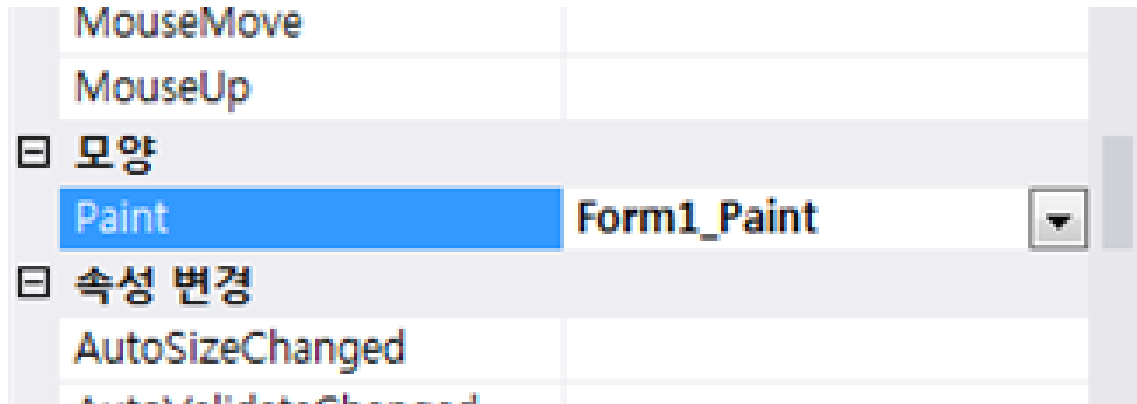 MouseMove
MouseUp
모양
Paint Form1_Paint
속성 변경
AutoSizeChanged